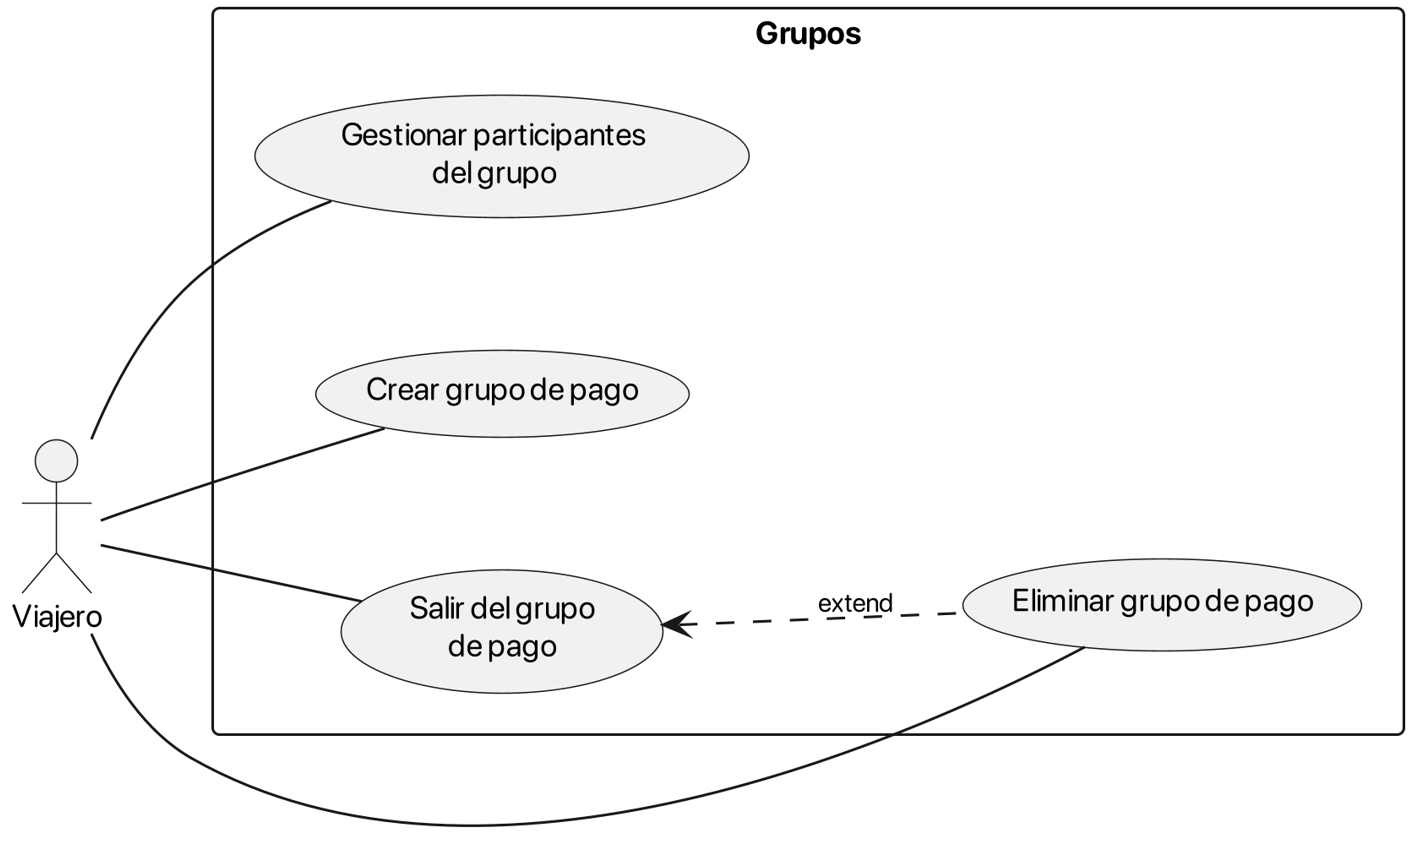 Grupos
Gestionar participantes
del grupo
Crear grupo de pago
Salir del grupo
de pago
extend
Eliminar grupo de pago
Viajero